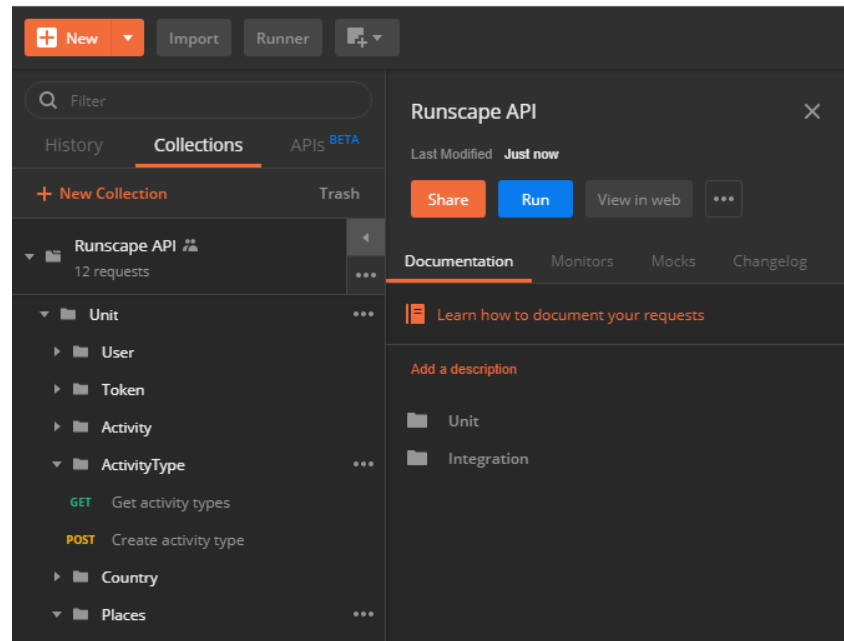 New
Import
Runner
Filter
History
Collections
APIs BETA
+ New Collection
Trash
Runscape API
12 requests
Unit
User
Token
Activity
ActivityType
GET Get activity types
POST Create activity type
Country
Places
Runscape API
Last Modified Just now
Share
Run
View in web
Documentation
Monitors
Mocks
Changelog
Learn how to document your requests
Add a description
Unit
Integration